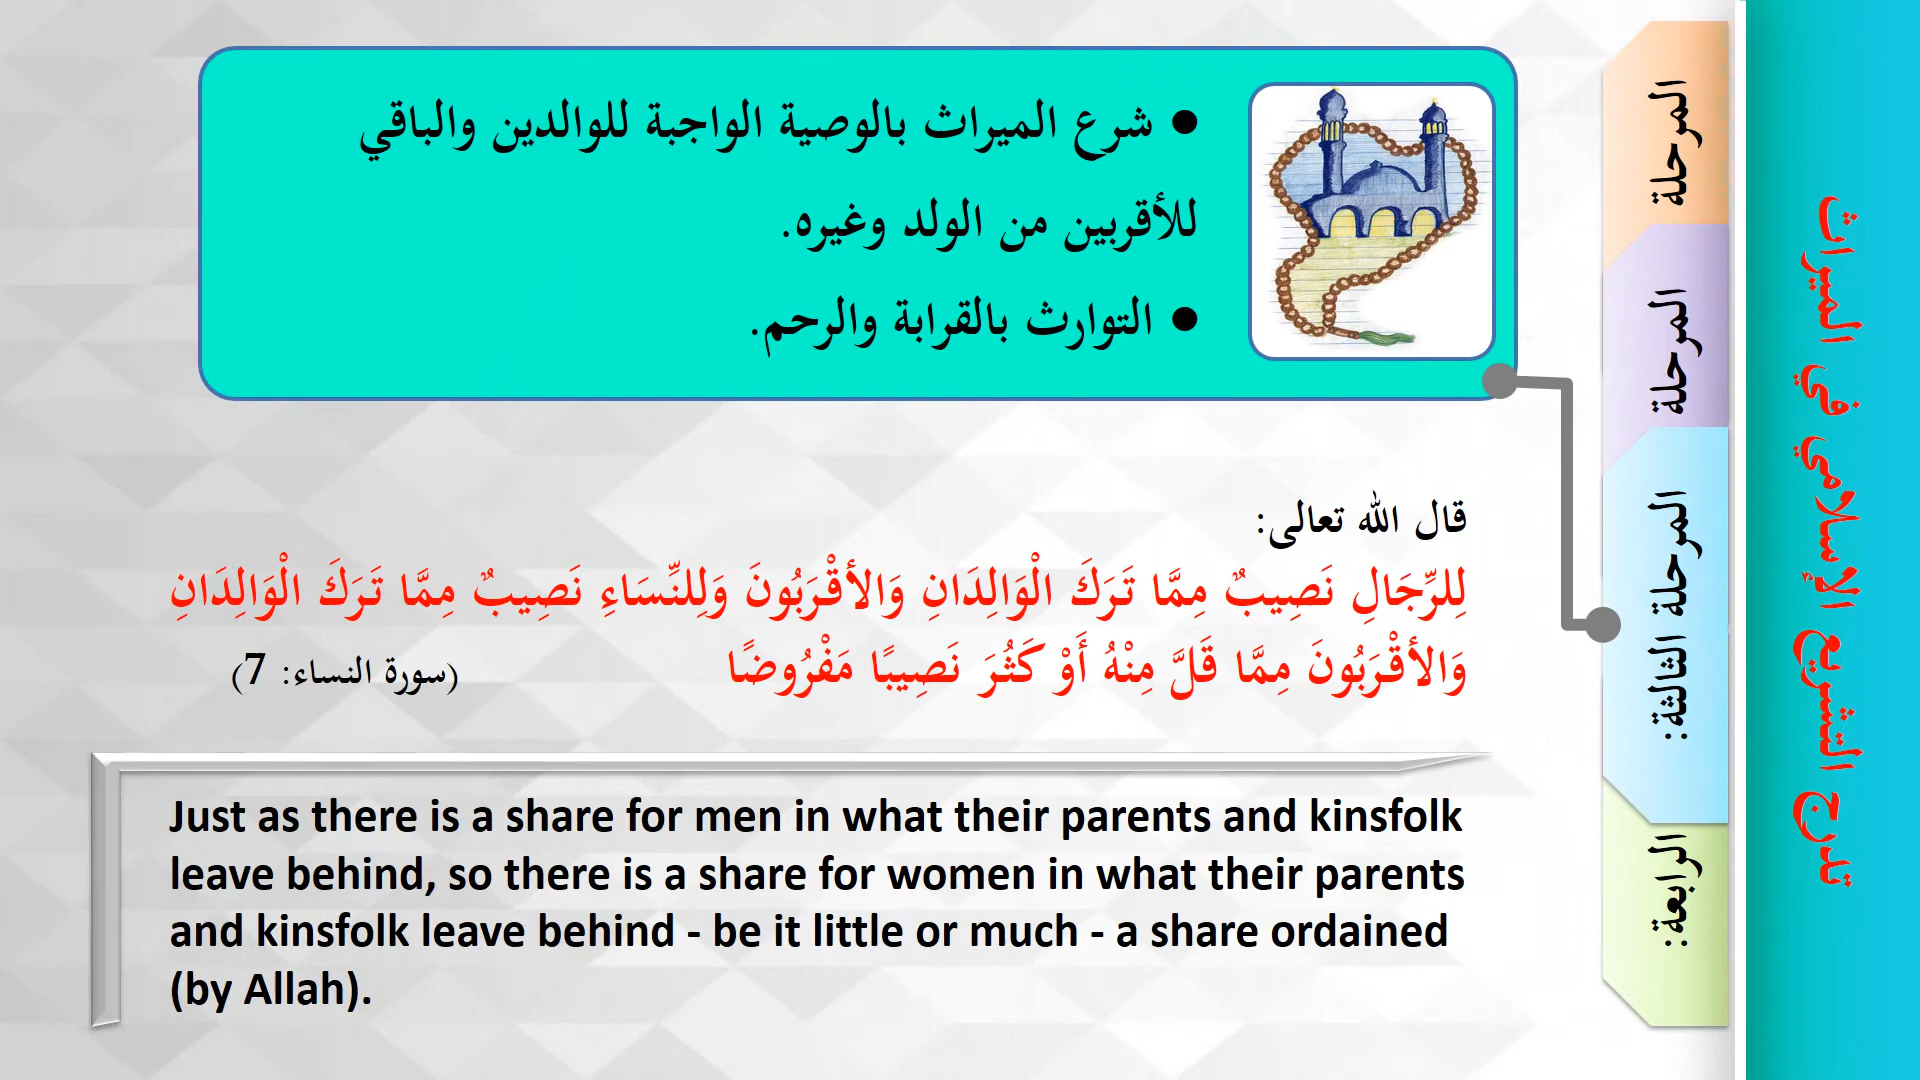 تدرج التشريع الإسلامي في الميراث
المرحلة
المرحلة
المرحلة الثالثة:
الرابعة:
● شرع الميراث بالوصية الواجبة للوالدين والباقي
للأقربين من الولد وغيره.
● التوارث بالقرابة والرحم.
قال الله تعالى:
لِلرِّجَالِ نَصِيبٌ مِمَّا تَرَكَ الْوَالِدَانِ وَالأقْرَبُونَ وَلِلنِّسَاءِ نَصِيبٌ مِمَّا تَرَكَ الْوَالِدَانِ
وَالأقْرَبُونَ مِمَّا قَلَّ مِنْهُ أَوْ كَثُرَ نَصِيبًا مَفْرُوضًا (سورة النساء: 7)
Just as there is a share for men in what their parents and kinsfolk
leave behind, so there is a share for women in what their parents
and kinsfolk leave behind - be it little or much - a share ordained
(by Allah).